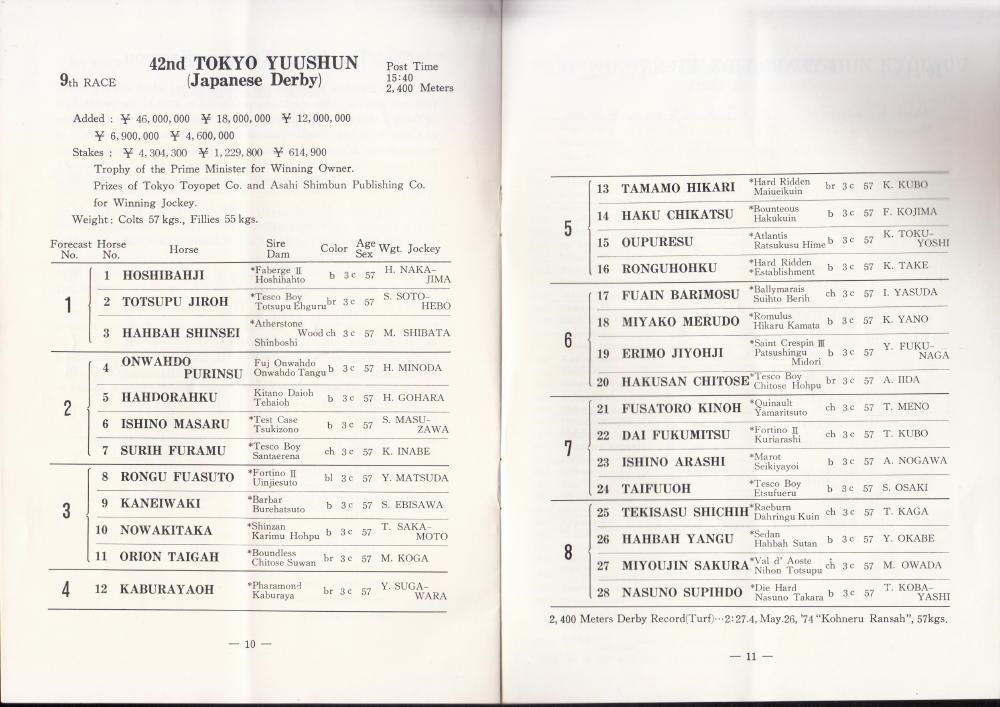 9th RACE
42nd TOKYO YUUSHUN
(Japanese Derby)
Post Time
15:40
2,400 Meters
Added : ¥ 46,000,000 ¥ 18,000,000 ¥ 12,000,000
¥ 6,900,000 ¥ 4,600,000
Stakes : ¥ 4,304,300 ¥ 1,229,800 ¥ 614,900
Trophy of the Prime Minister for Winning Owner.
Prizes of Tokyo Toyopet Co. and Asahi Shimbun Publishing Co.
for Winning Jockey.
Weight: Colts 57 kgs., Fillies 55 kgs.
Forecast No. Horse No. Horse Sire Dam Color Age Sex Wgt. Jockey
1
1 HOSHIBAHJI *Faberge II Hoshihahto b 3c 57 H. NAKA-JIMA
2 TOTSUPU JIROH *Tesco Boy Totsupu Ehguru br 3c 57 S. SOTO-HEBO
3 HAHBAH SHINSEI *Atherstone Wood Shinboshi ch 3c 57 M. SHIBATA
2
4 ONWAHDO PURINSU Fuj Onwahdo Onwahdo Tangu b 3c 57 H. MINODA
5 HAHDORAHKU Kitano Daioh Tehaioh b 3c 57 H. GOHARA
6 ISHINO MASARU *Test Case Tsukizono b 3c 57 S. MASU-ZAWA
7 SURIH FURAMU *Tesco Boy Santaerena ch 3c 57 K. INABE
3
8 RONGU FUASUTO *Fortino II Uinjiesuto bl 3c 57 Y. MATSUDA
9 KANEIWAKI *Barbar Burehatsuto b 3c 57 S. EBISAWA
10 NOWAKITAKA *Shinzan Karimu Hohpu b 3c 57 T. SAKA-MOTO
11 ORION TAIGAH *Boundless Chitose Suwan br 3c 57 M. KOGA
4
12 KABURAYAOH *Pharamond Kaburaya br 3c 57 Y. SUGA-WARA
— 10 —
5
13 TAMAMO HIKARI *Hard Ridden Maiueikuin br 3c 57 K. KUBO
14 HAKU CHIKATSU *Bounteous Hakukuin b 3c 57 F. KOJIMA
15 OUPURESU *Atlantis Ratsukusu Hime b 3c 57 K. TOKU-YOSHI
16 RONGUHOHKU *Hard Ridden *Establishment b 3c 57 K. TAKE
6
17 FUAIN BARIMOSU *Ballymarais Suihto Berih ch 3c 57 I. YASUDA
18 MIYAKO MERUDO *Romulus Hikaru Kamata b 3c 57 K. YANO
19 ERIMO JIYOHJI *Saint Crespin III Patsushingu Midori b 3c 57 Y. FUKU-NAGA
20 HAKUSAN CHITOSE *Tesco Boy Chitose Hohpu br 3c 57 A. IIDA
7
21 FUSATORO KINOH *Quinault Yamaritsuto ch 3c 57 T. MENO
22 DAI FUKUMITSU *Fortino II Kuriarashi ch 3c 57 T. KUBO
23 ISHINO ARASHI *Marot Seikiyayoi b 3c 57 A. NOGAWA
24 TAIFUUOH *Tesco Boy Etsufueru b 3c 57 S. OSAKI
8
25 TEKISASU SHICHIH *Raeburn Dahringu Kuin ch 3c 57 T. KAGA
26 HAHBAH YANGU *Sedan Hahbah Sutan b 3c 57 Y. OKABE
27 MIYOUJIN SAKURA *Val d' Aoste Nihon Totsupu ch 3c 57 M. OWADA
28 NASUNO SUPIHDO *Die Hard Nasuno Takara b 3c 57 T. KOBA-YASHI
2,400 Meters Derby Record(Turf)…2:27.4, May.26, '74 "Kohneru Ransah", 57kgs.
— 11 —